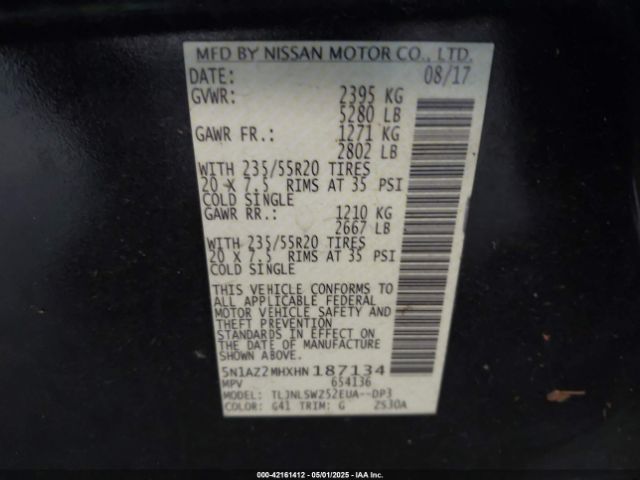 MFD BY NISSAN MOTOR CO., LTD.
DATE: 08/17
GVWR: 2395 KG
5280 LB
GAWR FR.: 1271 KG
2802 LB
WITH 235/55R20 TIRES
20 X 7.5 RIMS AT 35 PSI
COLD SINGLE
GAWR RR.: 1210 KG
2667 LB
WITH 235/55R20 TIRES
20 X 7.5 RIMS AT 35 PSI
COLD SINGLE
THIS VEHICLE CONFORMS TO
ALL APPLICABLE FEDERAL
MOTOR VEHICLE SAFETY AND
THEFT PREVENTION
STANDARDS IN EFFECT ON
THE DATE OF MANUFACTURE
SHOWN ABOVE.
5N1AZ2MHXHN187134
MPV 654136
MODEL: TLJNLSWZ52EUA--DP3
COLOR: G41 TRIM: G ZS30A
000-42161412 - 05/01/2025 - IAA Inc.